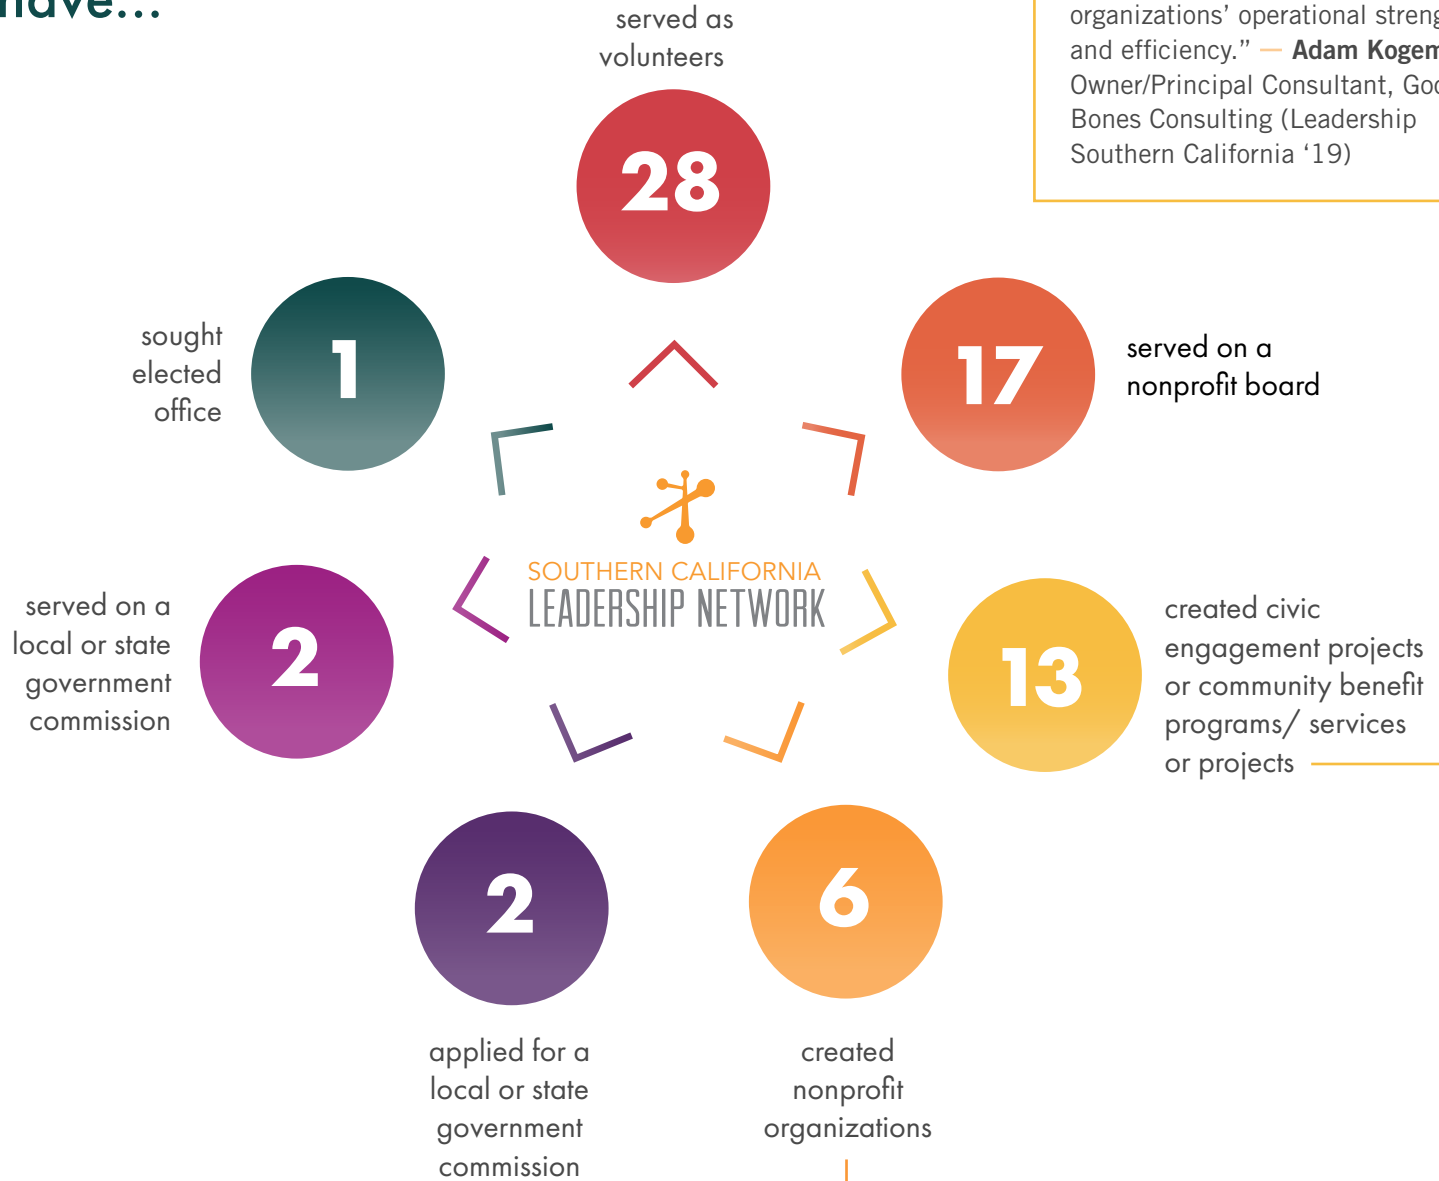 have...
served as
volunteers
28
organizations’ operational
and efficiency.” — Adam
Owner/Principal Consultant,
Bones Consulting (Leadership
Southern California ‘19)
17
served on a
nonprofit board
13
created civic
engagement projects
or community benefit
programs/ services
or projects
6
created
nonprofit
organizations
2
applied for a
local or state
government
commission
2
served on a
local or state
government
commission
1
sought
elected
office
SOUTHERN CALIFORNIA
LEADERSHIP NETWORK